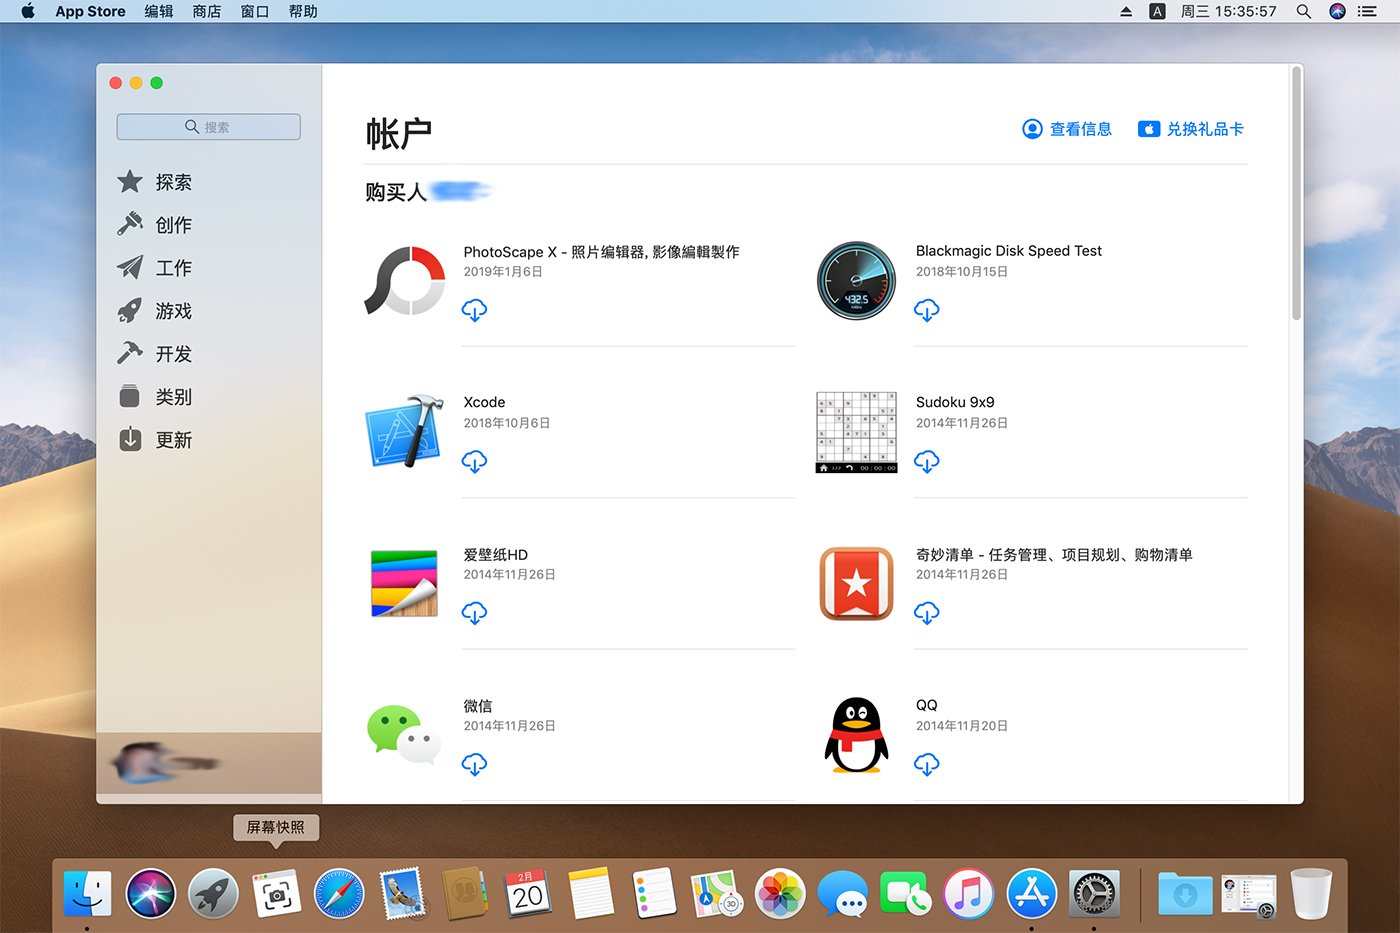 App Store 编辑 商店 窗口 帮助
A 周三 15:35:57
搜索
探索
创作
工作
游戏
开发
类别
更新
帐户
查看信息 兑换礼品卡
购买人
PhotoScape X - 照片编辑器, 影像編輯製作
2019年1月6日
Blackmagic Disk Speed Test
2018年10月15日
432.5
Xcode
2018年10月6日
Sudoku 9x9
2014年11月26日
00:00:00
爱壁纸HD
2014年11月26日
奇妙清单 - 任务管理、项目规划、购物清单
2014年11月26日
微信
2014年11月26日
QQ
2014年11月20日
屏幕快照
2月
20
3D